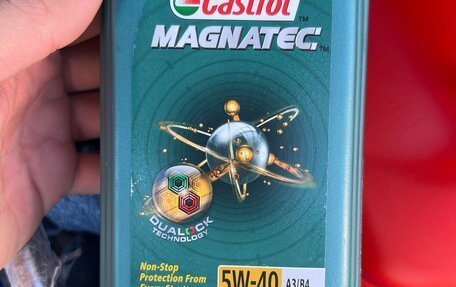 Castrol
MAGNATEC
DUALOCK
TECHNOLOGY
Non-Stop
Protection From
5W-40
A3/B4